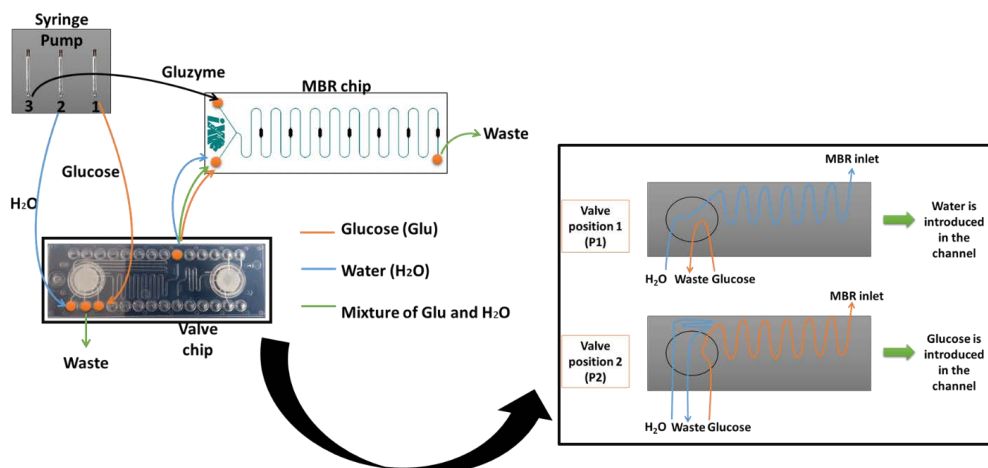 Syringe
Pump
3 2 1
Gluzyme
MBR chip
Waste
Glucose
H₂O
Glucose (Glu)
Water (H₂O)
Mixture of Glu and H₂O
Valve
chip
Waste
Valve
position 1
(P1)
MBR inlet
H₂O Waste Glucose
Water is
introduced
in the
channel
Valve
position 2
(P2)
MBR inlet
H₂O Waste Glucose
Glucose is
introduced
in the
channel